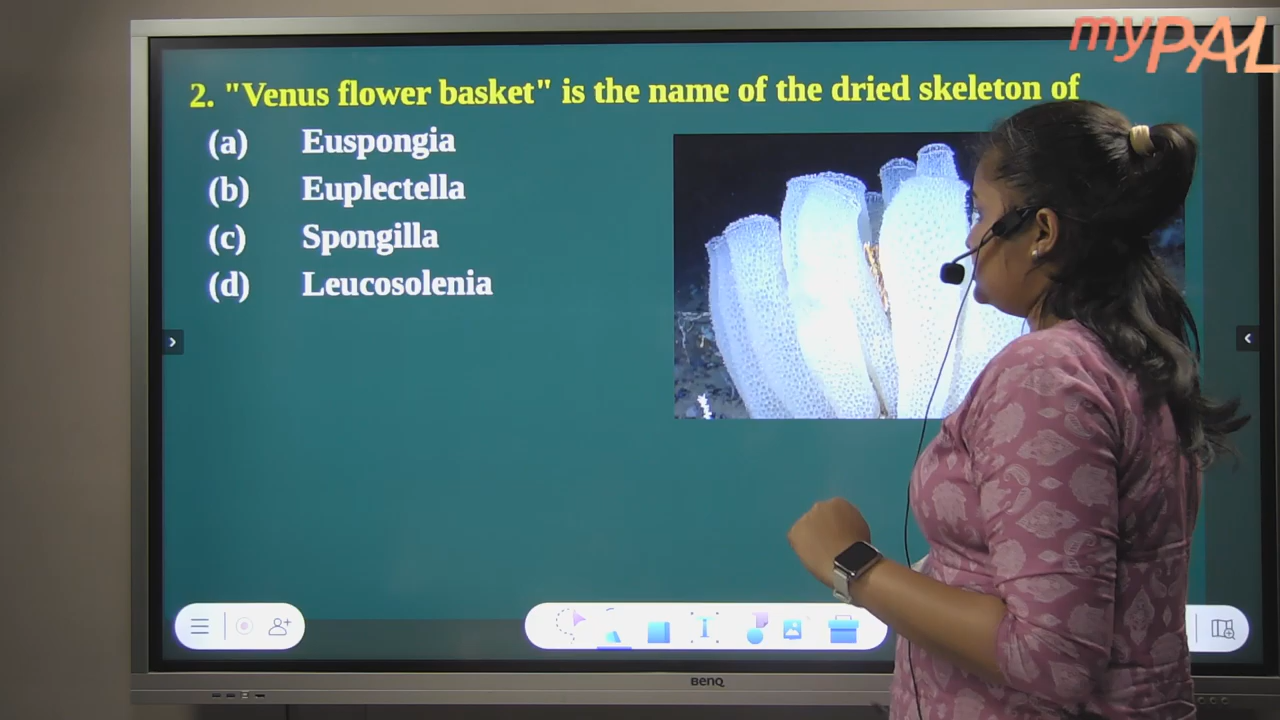 myPAL
2. "Venus flower basket" is the name of the dried skeleton of
(a) Euspongia
(b) Euplectella
(c) Spongilla
(d) Leucosolenia
BenQ